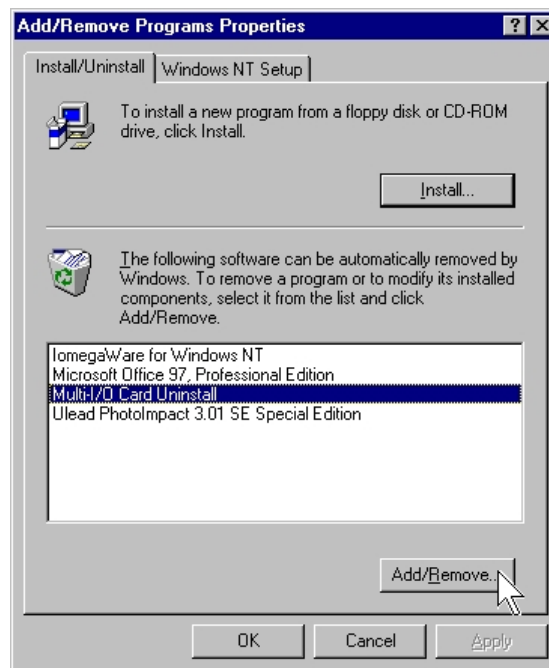 Add/Remove Programs Properties
Install/Uninstall
Windows NT Setup
To install a new program from a floppy disk or CD-ROM
drive, click Install.
Install...
The following software can be automatically removed by
Windows. To remove a program or to modify its installed
components, select it from the list and click
Add/Remove.
IomegaWare for Windows NT
Microsoft Office 97, Professional Edition
Multi-I/O Card Uninstall
Ulead PhotoImpact 3.01 SE Special Edition
Add/Remove...
OK
Cancel
Apply